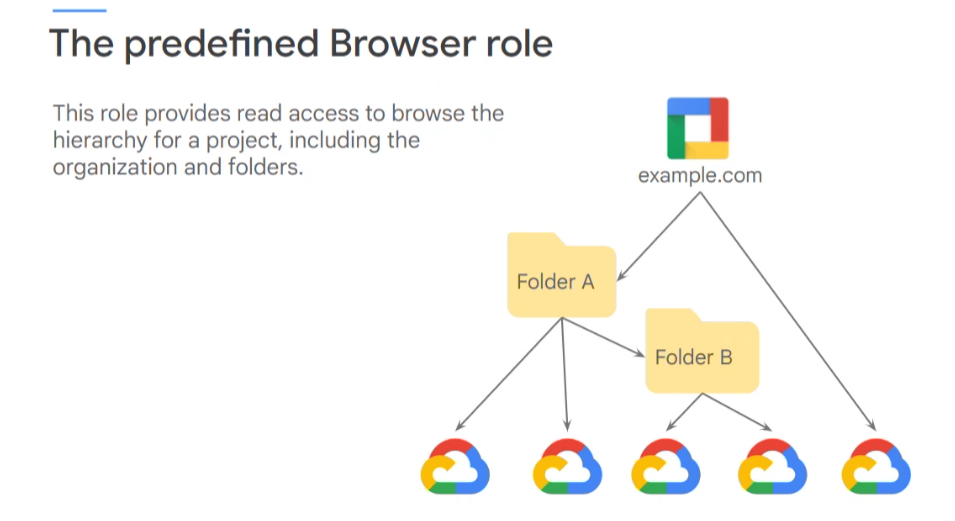 The predefined Browser role
This role provides read access to browse the
hierarchy for a project, including the
organization and folders.
example.com
Folder A
Folder B